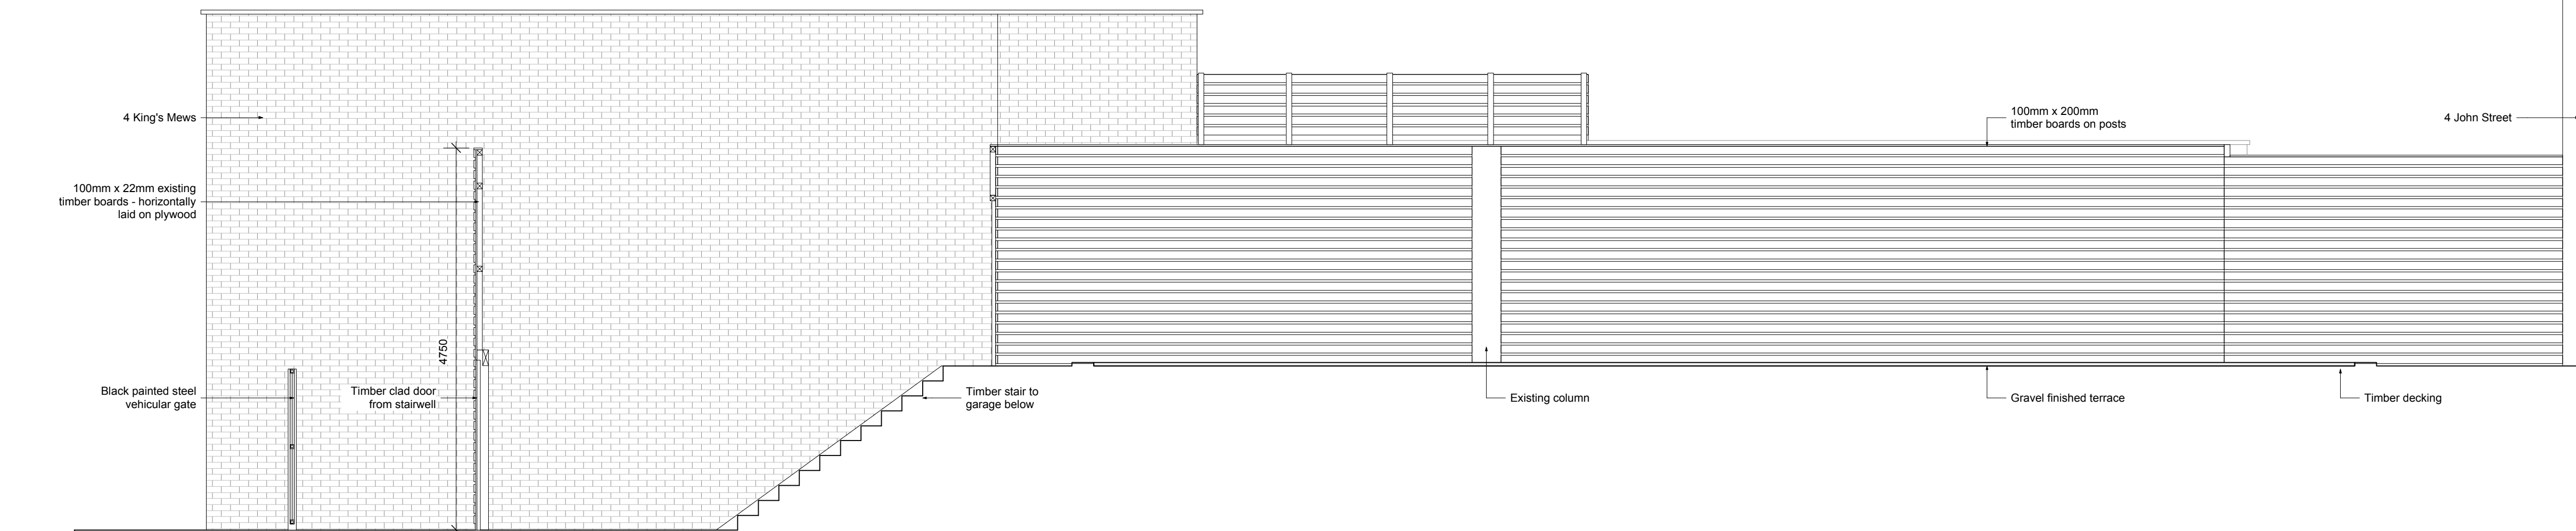 4 King's Mews
100mm x 22mm existing
timber boards - horizontally
laid on plywood
4750
Black painted steel
vehicular gate
Timber clad door
from stairwell
Timber stair to
garage below
Existing column
100mm x 200mm
timber boards on posts
Gravel finished terrace
4 John Street
Timber decking